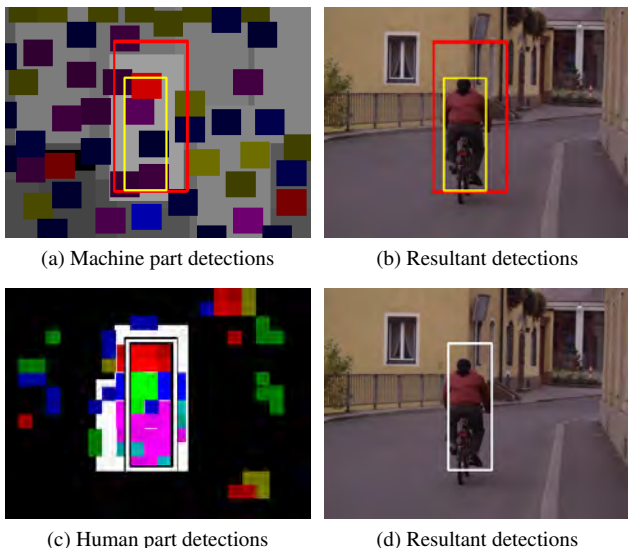 (a) Machine part detections
(b) Resultant detections
(c) Human part detections
(d) Resultant detections